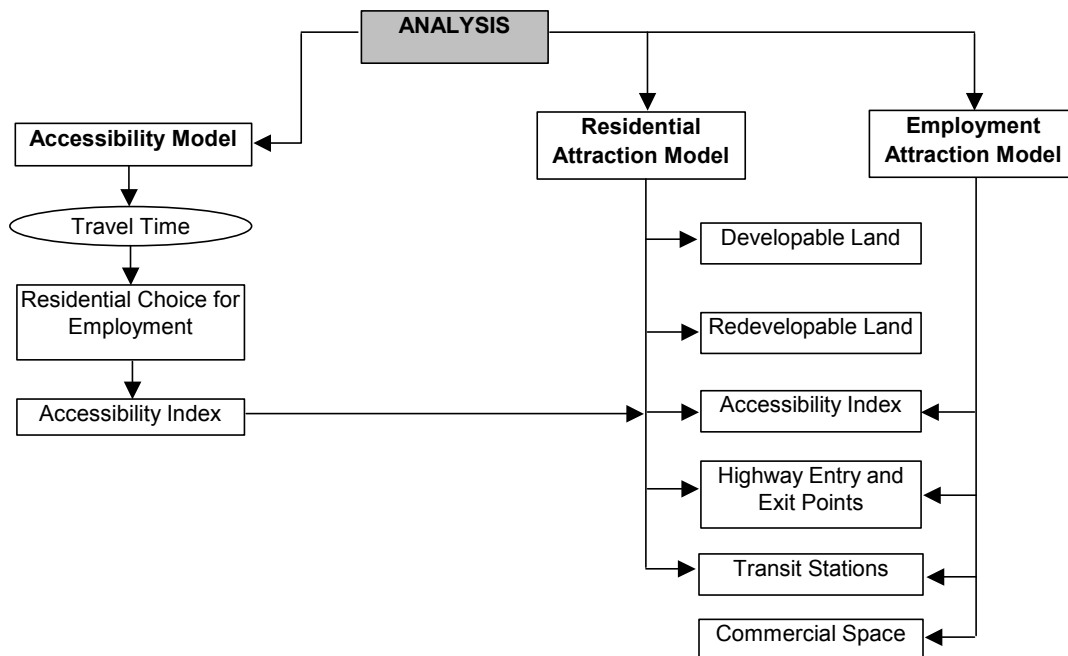 ANALYSIS
Accessibility Model
Residential
Attraction Model
Employment
Attraction Model
Travel Time
Residential Choice for
Employment
Accessibility Index
Developable Land
Redevelopable Land
Accessibility Index
Highway Entry and
Exit Points
Transit Stations
Commercial Space